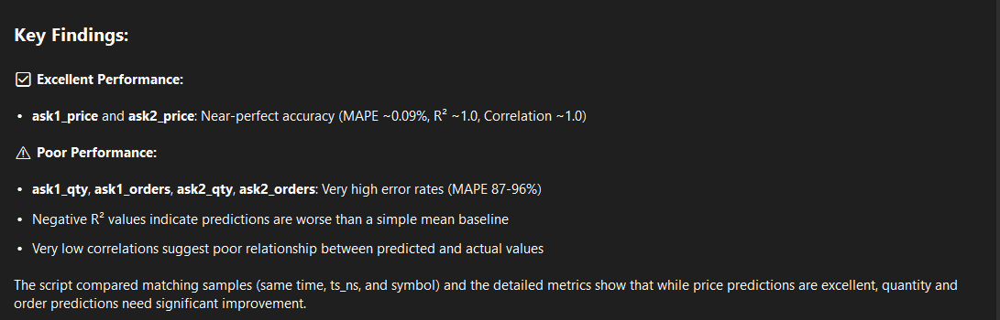 Key Findings:
☑ Excellent Performance:
• ask1_price and ask2_price: Near-perfect accuracy (MAPE ~0.09%, R² ~1.0, Correlation ~1.0)
⚠ Poor Performance:
• ask1_qty, ask1_orders, ask2_qty, ask2_orders: Very high error rates (MAPE 87-96%)
• Negative R² values indicate predictions are worse than a simple mean baseline
• Very low correlations suggest poor relationship between predicted and actual values
The script compared matching samples (same time, ts_ns, and symbol) and the detailed metrics show that while price predictions are excellent, quantity and
order predictions need significant improvement.